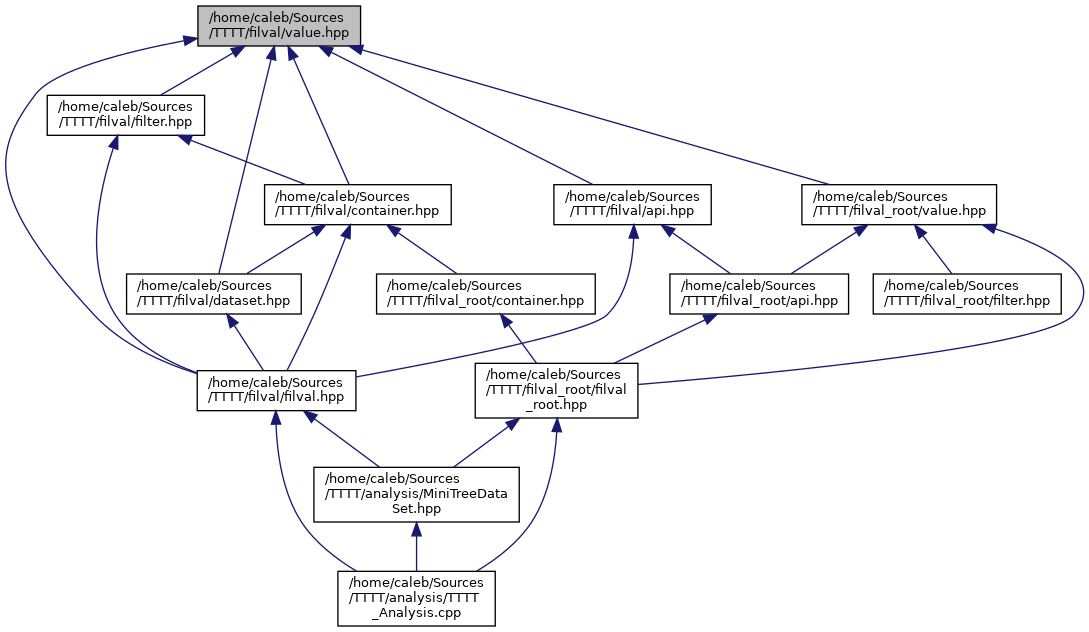 /home/caleb/Sources
/TTTT/filval/value.hpp
/home/caleb/Sources
/TTTT/filval/filter.hpp
/home/caleb/Sources
/TTTT/filval/container.hpp
/home/caleb/Sources
/TTTT/filval/api.hpp
/home/caleb/Sources
/TTTT/filval_root/value.hpp
/home/caleb/Sources
/TTTT/filval/dataset.hpp
/home/caleb/Sources
/TTTT/filval_root/container.hpp
/home/caleb/Sources
/TTTT/filval_root/api.hpp
/home/caleb/Sources
/TTTT/filval_root/filter.hpp
/home/caleb/Sources
/TTTT/filval/filval.hpp
/home/caleb/Sources
/TTTT/filval_root/filval
_root.hpp
/home/caleb/Sources
/TTTT/analysis/MiniTreeData
Set.hpp
/home/caleb/Sources
/TTTT/analysis/TTTT
_Analysis.cpp